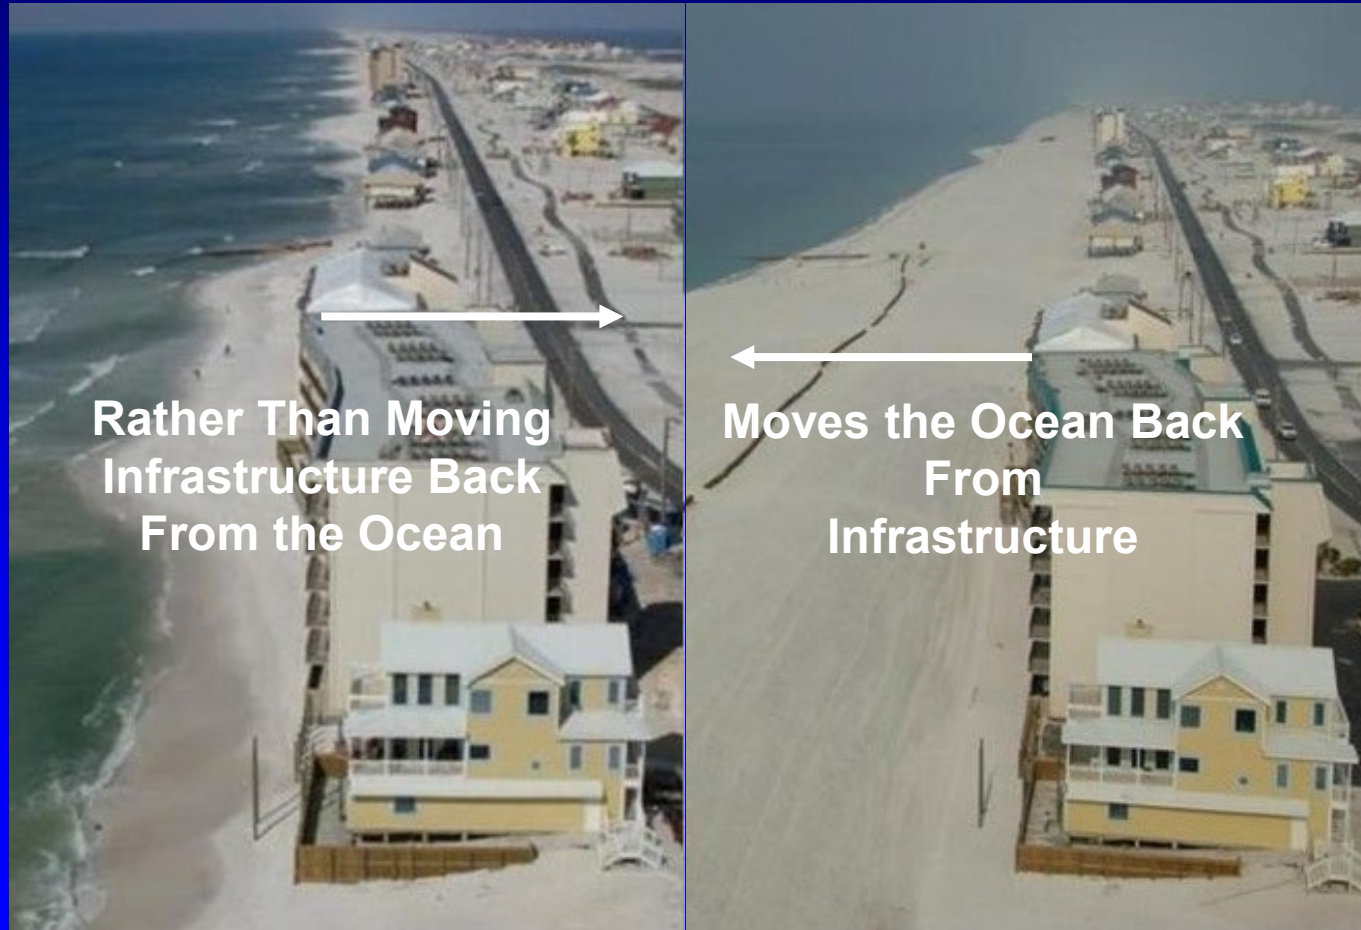 Rather Than Moving
Infrastructure Back
From the Ocean
Moves the Ocean Back
From
Infrastructure